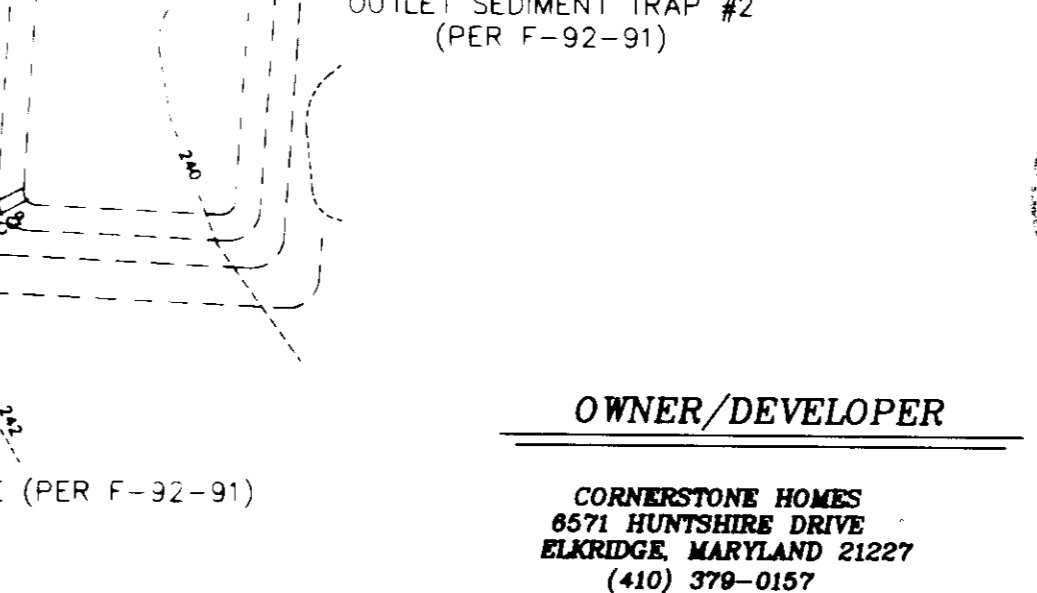 OUTLET SEDIMENT TRAP #2
(PER F-92-91)
240
242
(PER F-92-91)
OWNER/DEVELOPER
CORNERSTONE HOMES
6571 HUNTSHIRE DRIVE
ELKRIDGE, MARYLAND 21227
(410) 379-0157